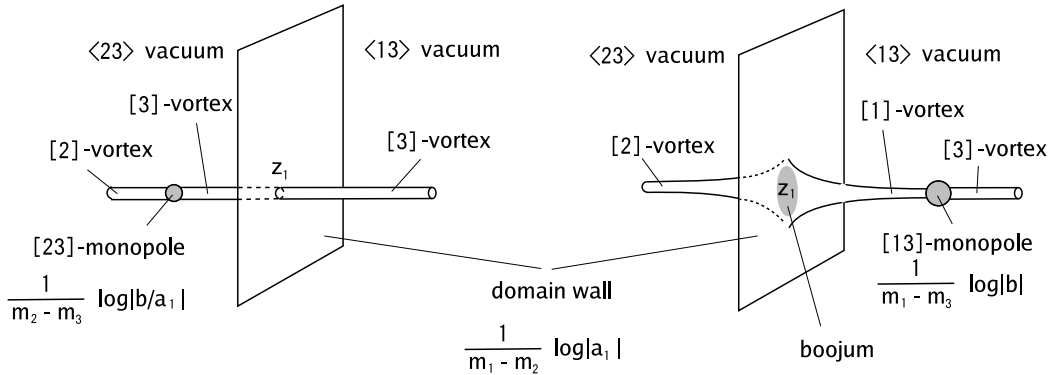 ⟨23⟩ vacuum
⟨13⟩ vacuum
[3]-vortex
[2]-vortex
z₁
[3]-vortex
[23]-monopole
1/(m₂ - m₃) log|b/a₁|
⟨23⟩ vacuum
⟨13⟩ vacuum
[1]-vortex
[2]-vortex
[3]-vortex
z₁
[13]-monopole
1/(m₁ - m₃) log|b|
domain wall
1/(m₁ - m₂) log|a₁|
boojum